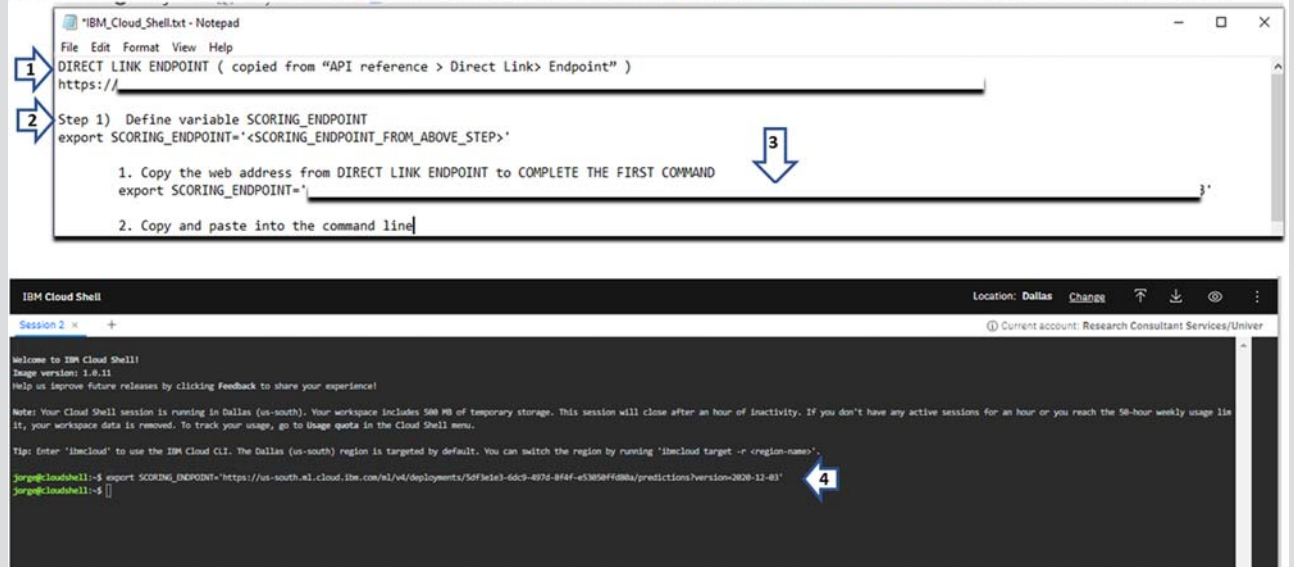 *IBM_Cloud_Shell.txt - Notepad
File Edit Format View Help
1
DIRECT LINK ENDPOINT ( copied from “API reference > Direct Link> Endpoint” )
https://
2
Step 1) Define variable SCORING_ENDPOINT
export SCORING_ENDPOINT='<SCORING_ENDPOINT_FROM_ABOVE_STEP>'
3
1. Copy the web address from DIRECT LINK ENDPOINT to COMPLETE THE FIRST COMMAND
export SCORING_ENDPOINT='
3'
2. Copy and paste into the command line
IBM Cloud Shell
Location: Dallas Change
Session 2 × +
Current account: Research Consultant Services/Univer
Welcome to IBM Cloud Shell!
Image version: 1.0.11
Help us improve future releases by clicking Feedback to share your experience!
Note: Your Cloud Shell session is running in Dallas (us-south). Your workspace includes 500 MB of temporary storage. This session will close after an hour of inactivity. If you don't have any active sessions for an hour or you reach the 50-hour weekly usage lim
it, your workspace data is removed. To track your usage, go to Usage quota in the Cloud Shell menu.
Tip: Enter 'ibmcloud' to use the IBM Cloud CLI. The Dallas (us-south) region is targeted by default. You can switch the region by running 'ibmcloud target -r <region-name>'.
jorge@cloudshell:~$ export SCORING_ENDPOINT='https://us-south.ml.cloud.ibm.com/ml/v4/deployments/5df3e1e3-6dc9-497d-8f4f-e53050ffd80a/predictions?version=2020-12-03'
4
jorge@cloudshell:~$